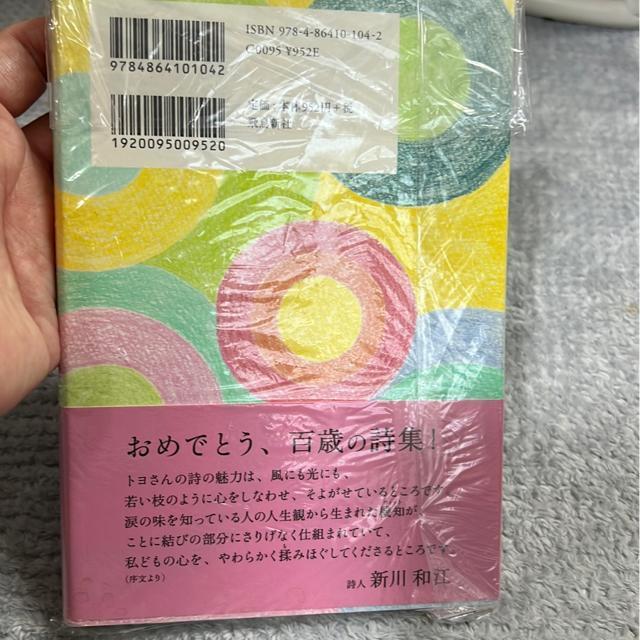 ISBN 978-4-86410-104-2
C0095 ¥952E
9784864101042
定価：本体952円＋税
飛鳥新社
1920095009520
おめでとう、百歳の詩集！
トヨさんの詩の魅力は、風にも光にも、
若い枝のように心をしなわせ、そよがせているところです。
涙の味を知っている人の人生観から生まれた機知が、
ことに結びの部分にさりげなく仕組まれていて、
私どもの心を、やわらかく揉みほぐしてくださるところです。
（序文より）
詩人 新川 和江